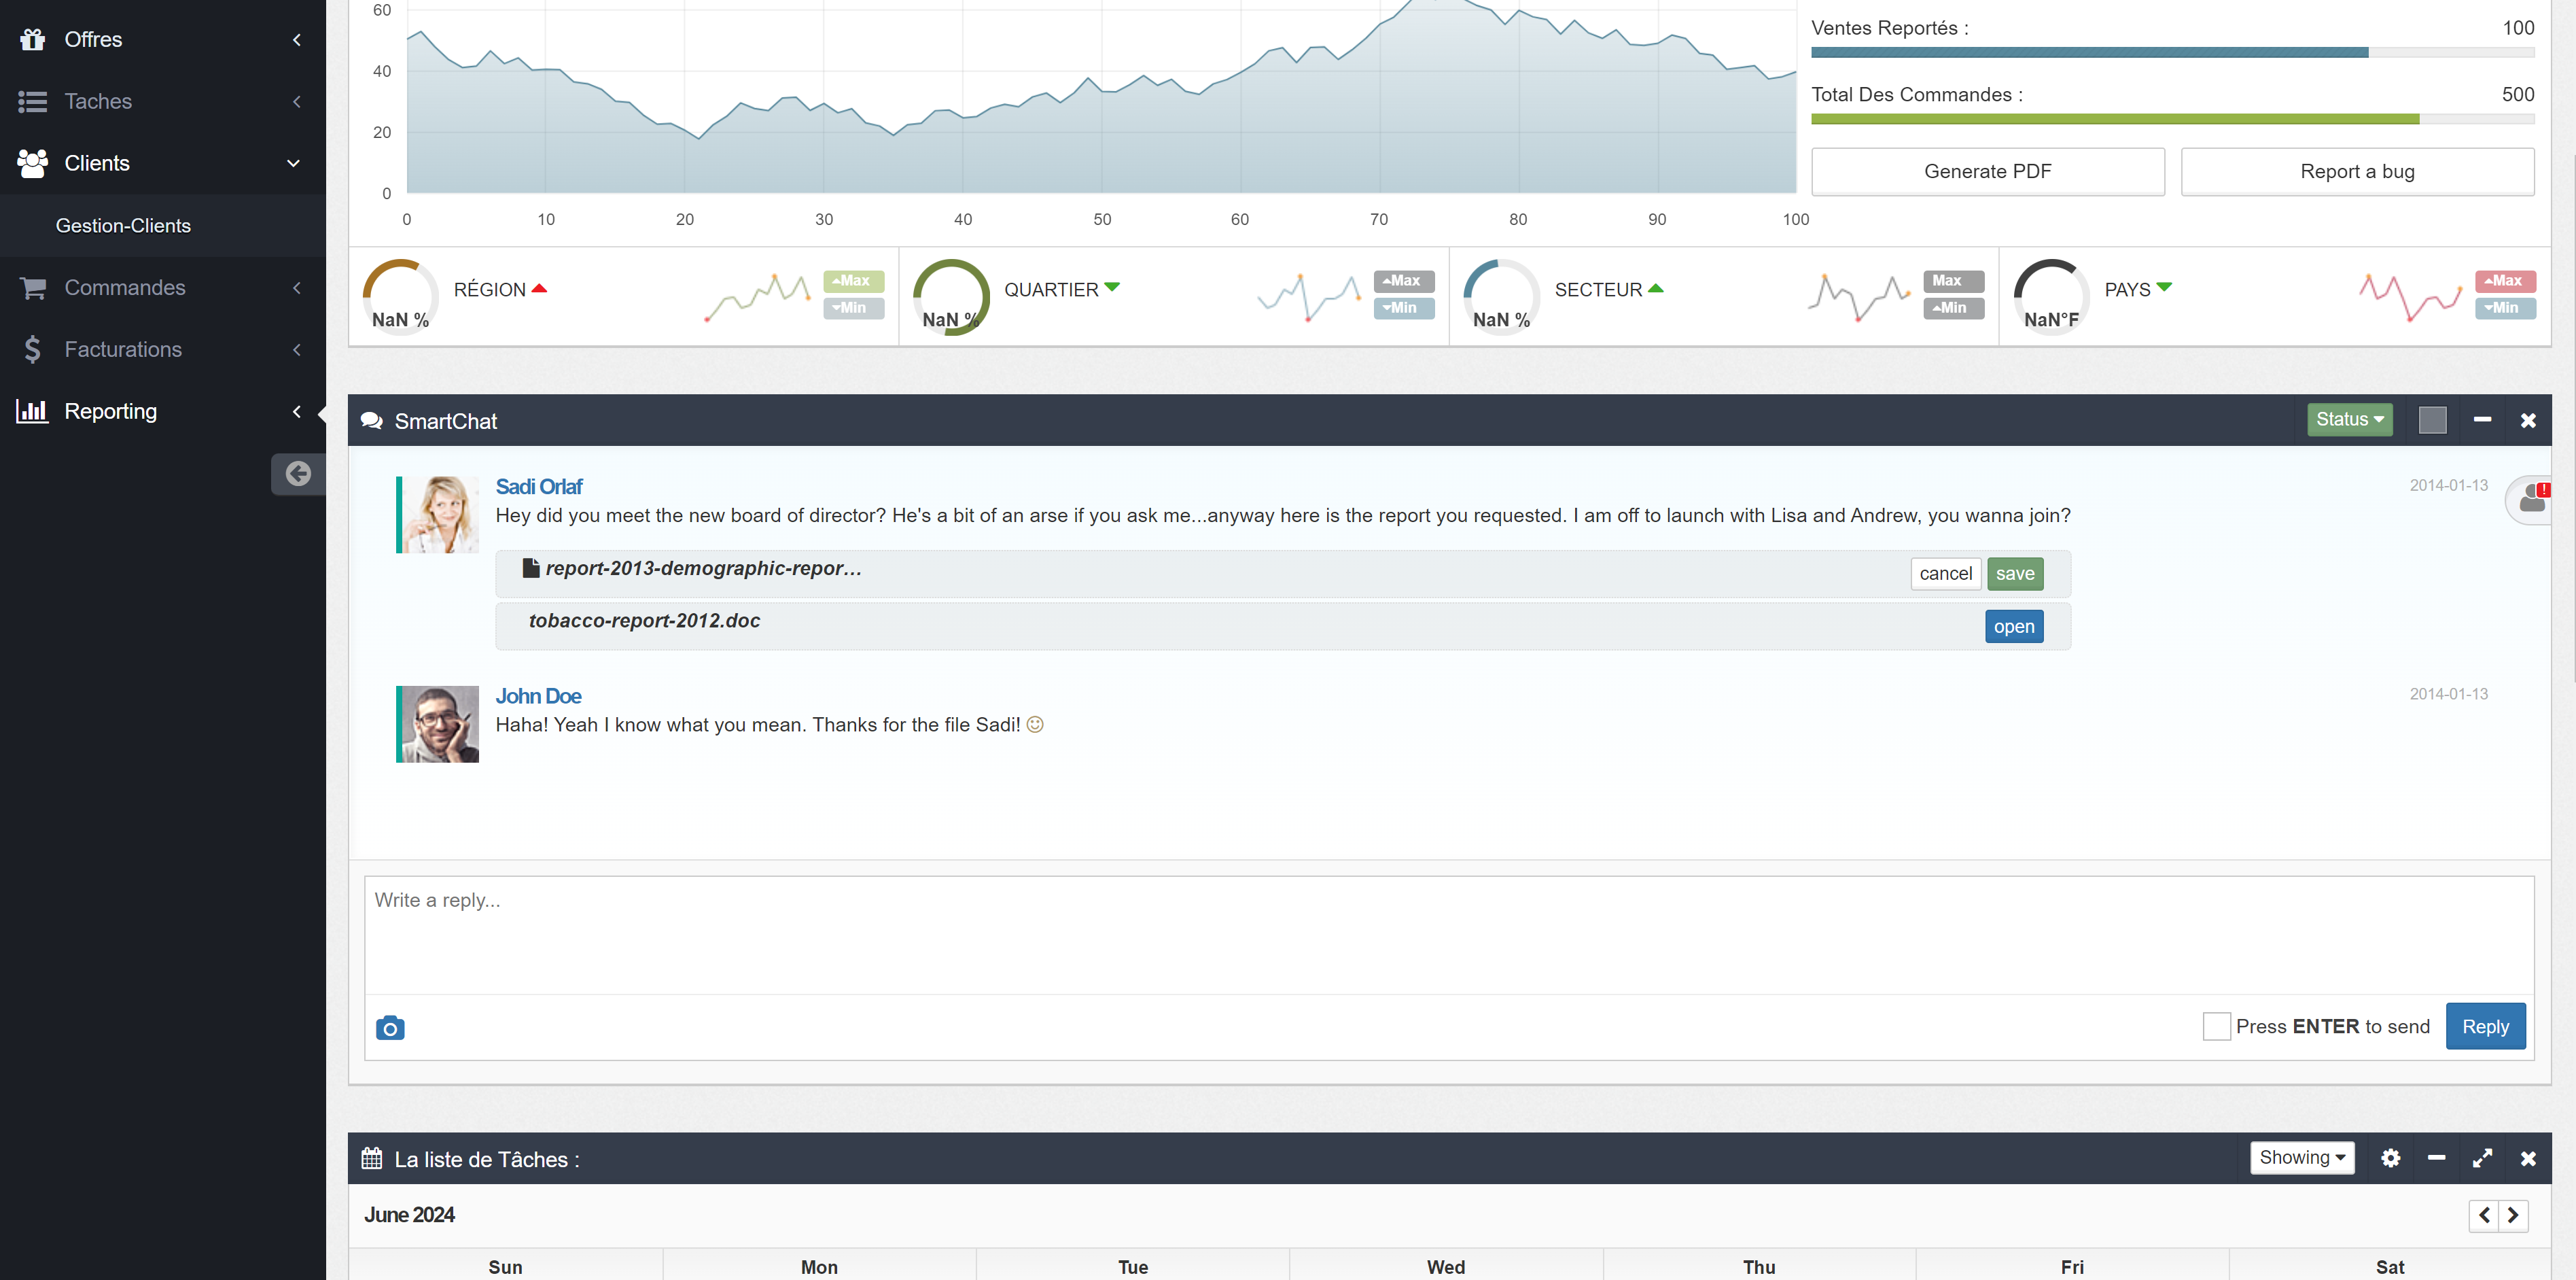 Offres
Taches
Clients
Gestion-Clients
Commandes
Facturations
Reporting
60
40
20
0
0 10 20 30 40 50 60 70 80 90 100
Ventes Reportés : 100
Total Des Commandes : 500
Generate PDF Report a bug
NaN % RÉGION Max Min
NaN % QUARTIER Max Min
NaN % SECTEUR Max Min
NaN°F PAYS Max Min
SmartChat Status
Sadi Orlaf 2014-01-13
Hey did you meet the new board of director? He's a bit of an arse if you ask me...anyway here is the report you requested. I am off to launch with Lisa and Andrew, you wanna join?
report-2013-demographic-repor... cancel save
tobacco-report-2012.doc open
John Doe 2014-01-13
Haha! Yeah I know what you mean. Thanks for the file Sadi!
Write a reply...
Press ENTER to send Reply
La liste de Tâches : Showing
June 2024
Sun Mon Tue Wed Thu Fri Sat